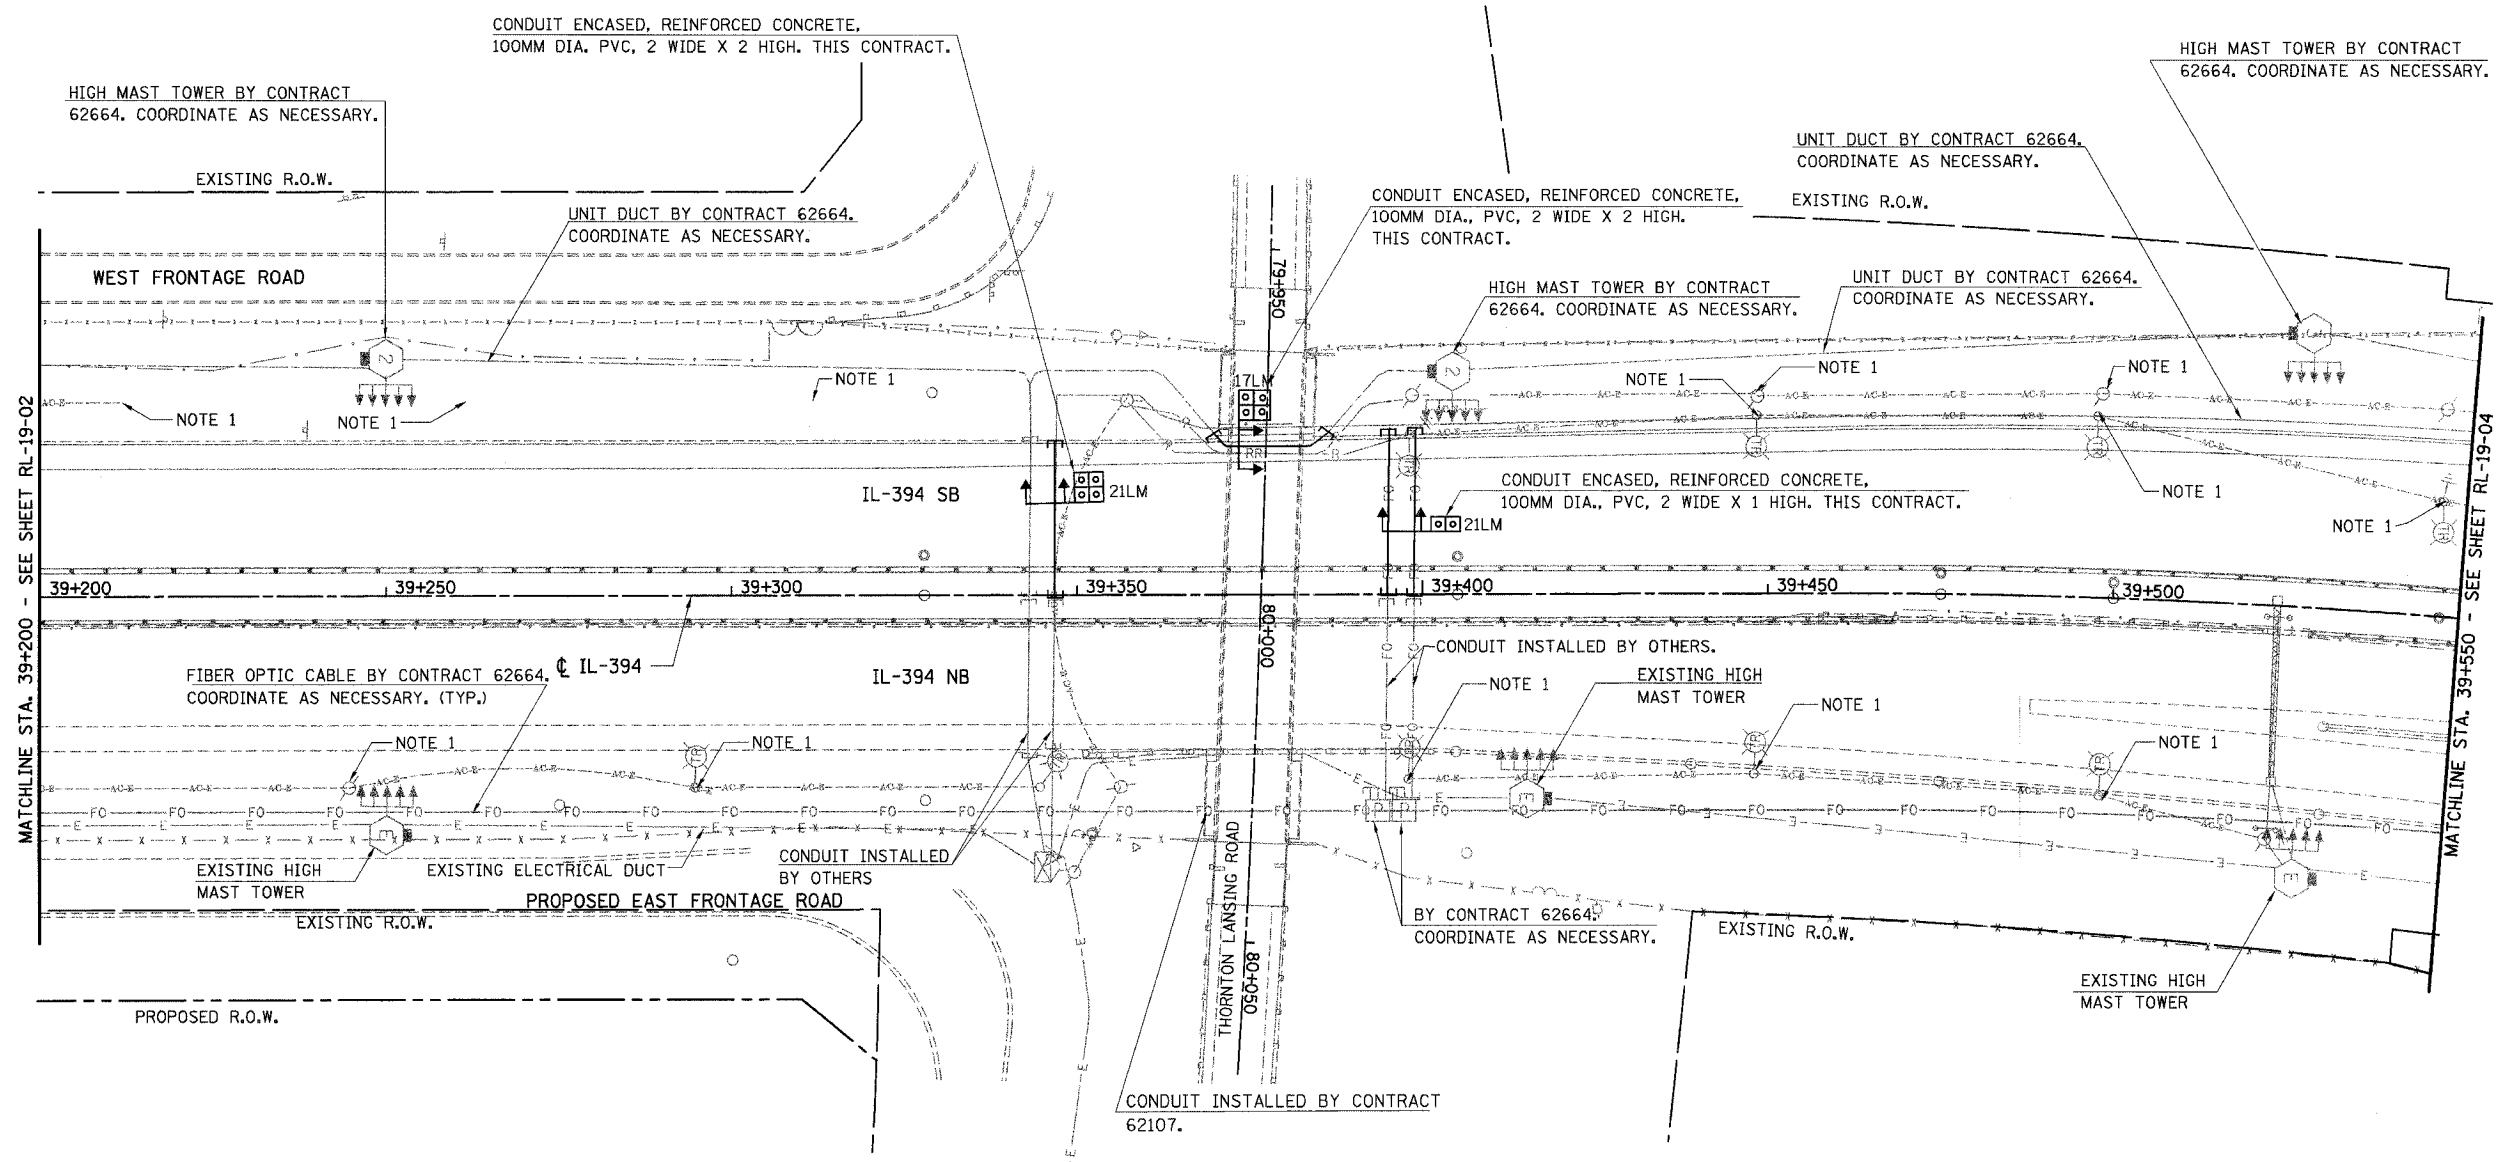 CONDUIT ENCASED, REINFORCED CONCRETE,
100MM DIA. PVC, 2 WIDE X 2 HIGH. THIS CONTRACT.
HIGH MAST TOWER BY CONTRACT
62664. COORDINATE AS NECESSARY.
HIGH MAST TOWER BY CONTRACT
62664. COORDINATE AS NECESSARY.
UNIT DUCT BY CONTRACT 62664.
COORDINATE AS NECESSARY.
EXISTING R.O.W.
CONDUIT ENCASED, REINFORCED CONCRETE,
100MM DIA., PVC, 2 WIDE X 2 HIGH.
THIS CONTRACT.
EXISTING R.O.W.
UNIT DUCT BY CONTRACT 62664.
COORDINATE AS NECESSARY.
WEST FRONTAGE ROAD
79+950
HIGH MAST TOWER BY CONTRACT
62664. COORDINATE AS NECESSARY.
UNIT DUCT BY CONTRACT 62664.
COORDINATE AS NECESSARY.
2
2
17LM
NOTE 1
NOTE 1
NOTE 1
NOTE 1
NOTE 1
NOTE 1
NOTE 1
MATCHLINE STA. 39+200 - SEE SHEET RL-19-02
MATCHLINE STA. 39+550 - SEE SHEET RL-19-04
IL-394 SB
21LM
CONDUIT ENCASED, REINFORCED CONCRETE,
100MM DIA., PVC, 2 WIDE X 1 HIGH. THIS CONTRACT.
21LM
NOTE 1
NOTE 1
39+200
39+250
39+300
39+350
39+400
39+450
39+500
80+000
℄ IL-394
IL-394 NB
FIBER OPTIC CABLE BY CONTRACT 62664.
COORDINATE AS NECESSARY. (TYP.)
CONDUIT INSTALLED BY OTHERS.
NOTE 1
EXISTING HIGH
MAST TOWER
NOTE 1
NOTE 1
NOTE 1
NOTE 1
EXISTING HIGH
MAST TOWER
EXISTING ELECTRICAL DUCT
CONDUIT INSTALLED
BY OTHERS
PROPOSED EAST FRONTAGE ROAD
EXISTING R.O.W.
THORNTON LANSING ROAD
80+050
BY CONTRACT 62664.
COORDINATE AS NECESSARY.
EXISTING R.O.W.
EXISTING HIGH
MAST TOWER
PROPOSED R.O.W.
CONDUIT INSTALLED BY CONTRACT
62107.